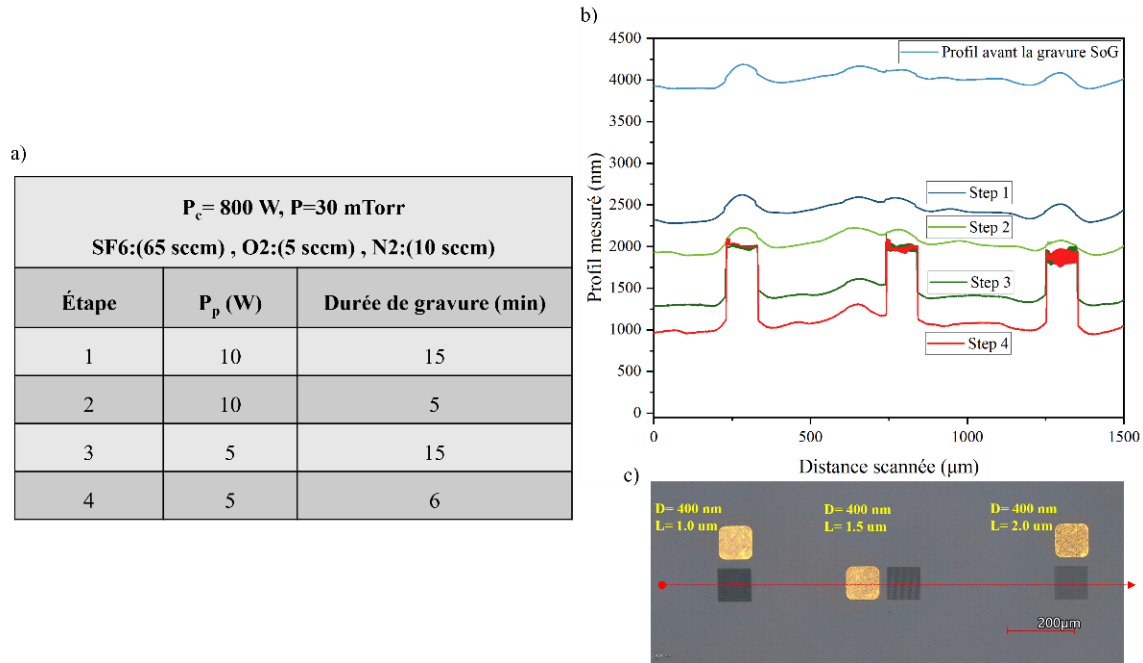 a)
P_c= 800 W, P=30 mTorr
SF6:(65 sccm) , O2:(5 sccm) , N2:(10 sccm)
Étape P_p (W) Durée de gravure (min)
1 10 15
2 10 5
3 5 15
4 5 6
b)
Profil mesuré (nm)
4500
4000
3500
3000
2500
2000
1500
1000
500
0
Profil avant la gravure SoG
Step 1
Step 2
Step 3
Step 4
0 500 1000 1500
Distance scannée (µm)
c)
D= 400 nm
L= 1.0 um
D= 400 nm
L= 1.5 um
D= 400 nm
L= 2.0 um
200µm